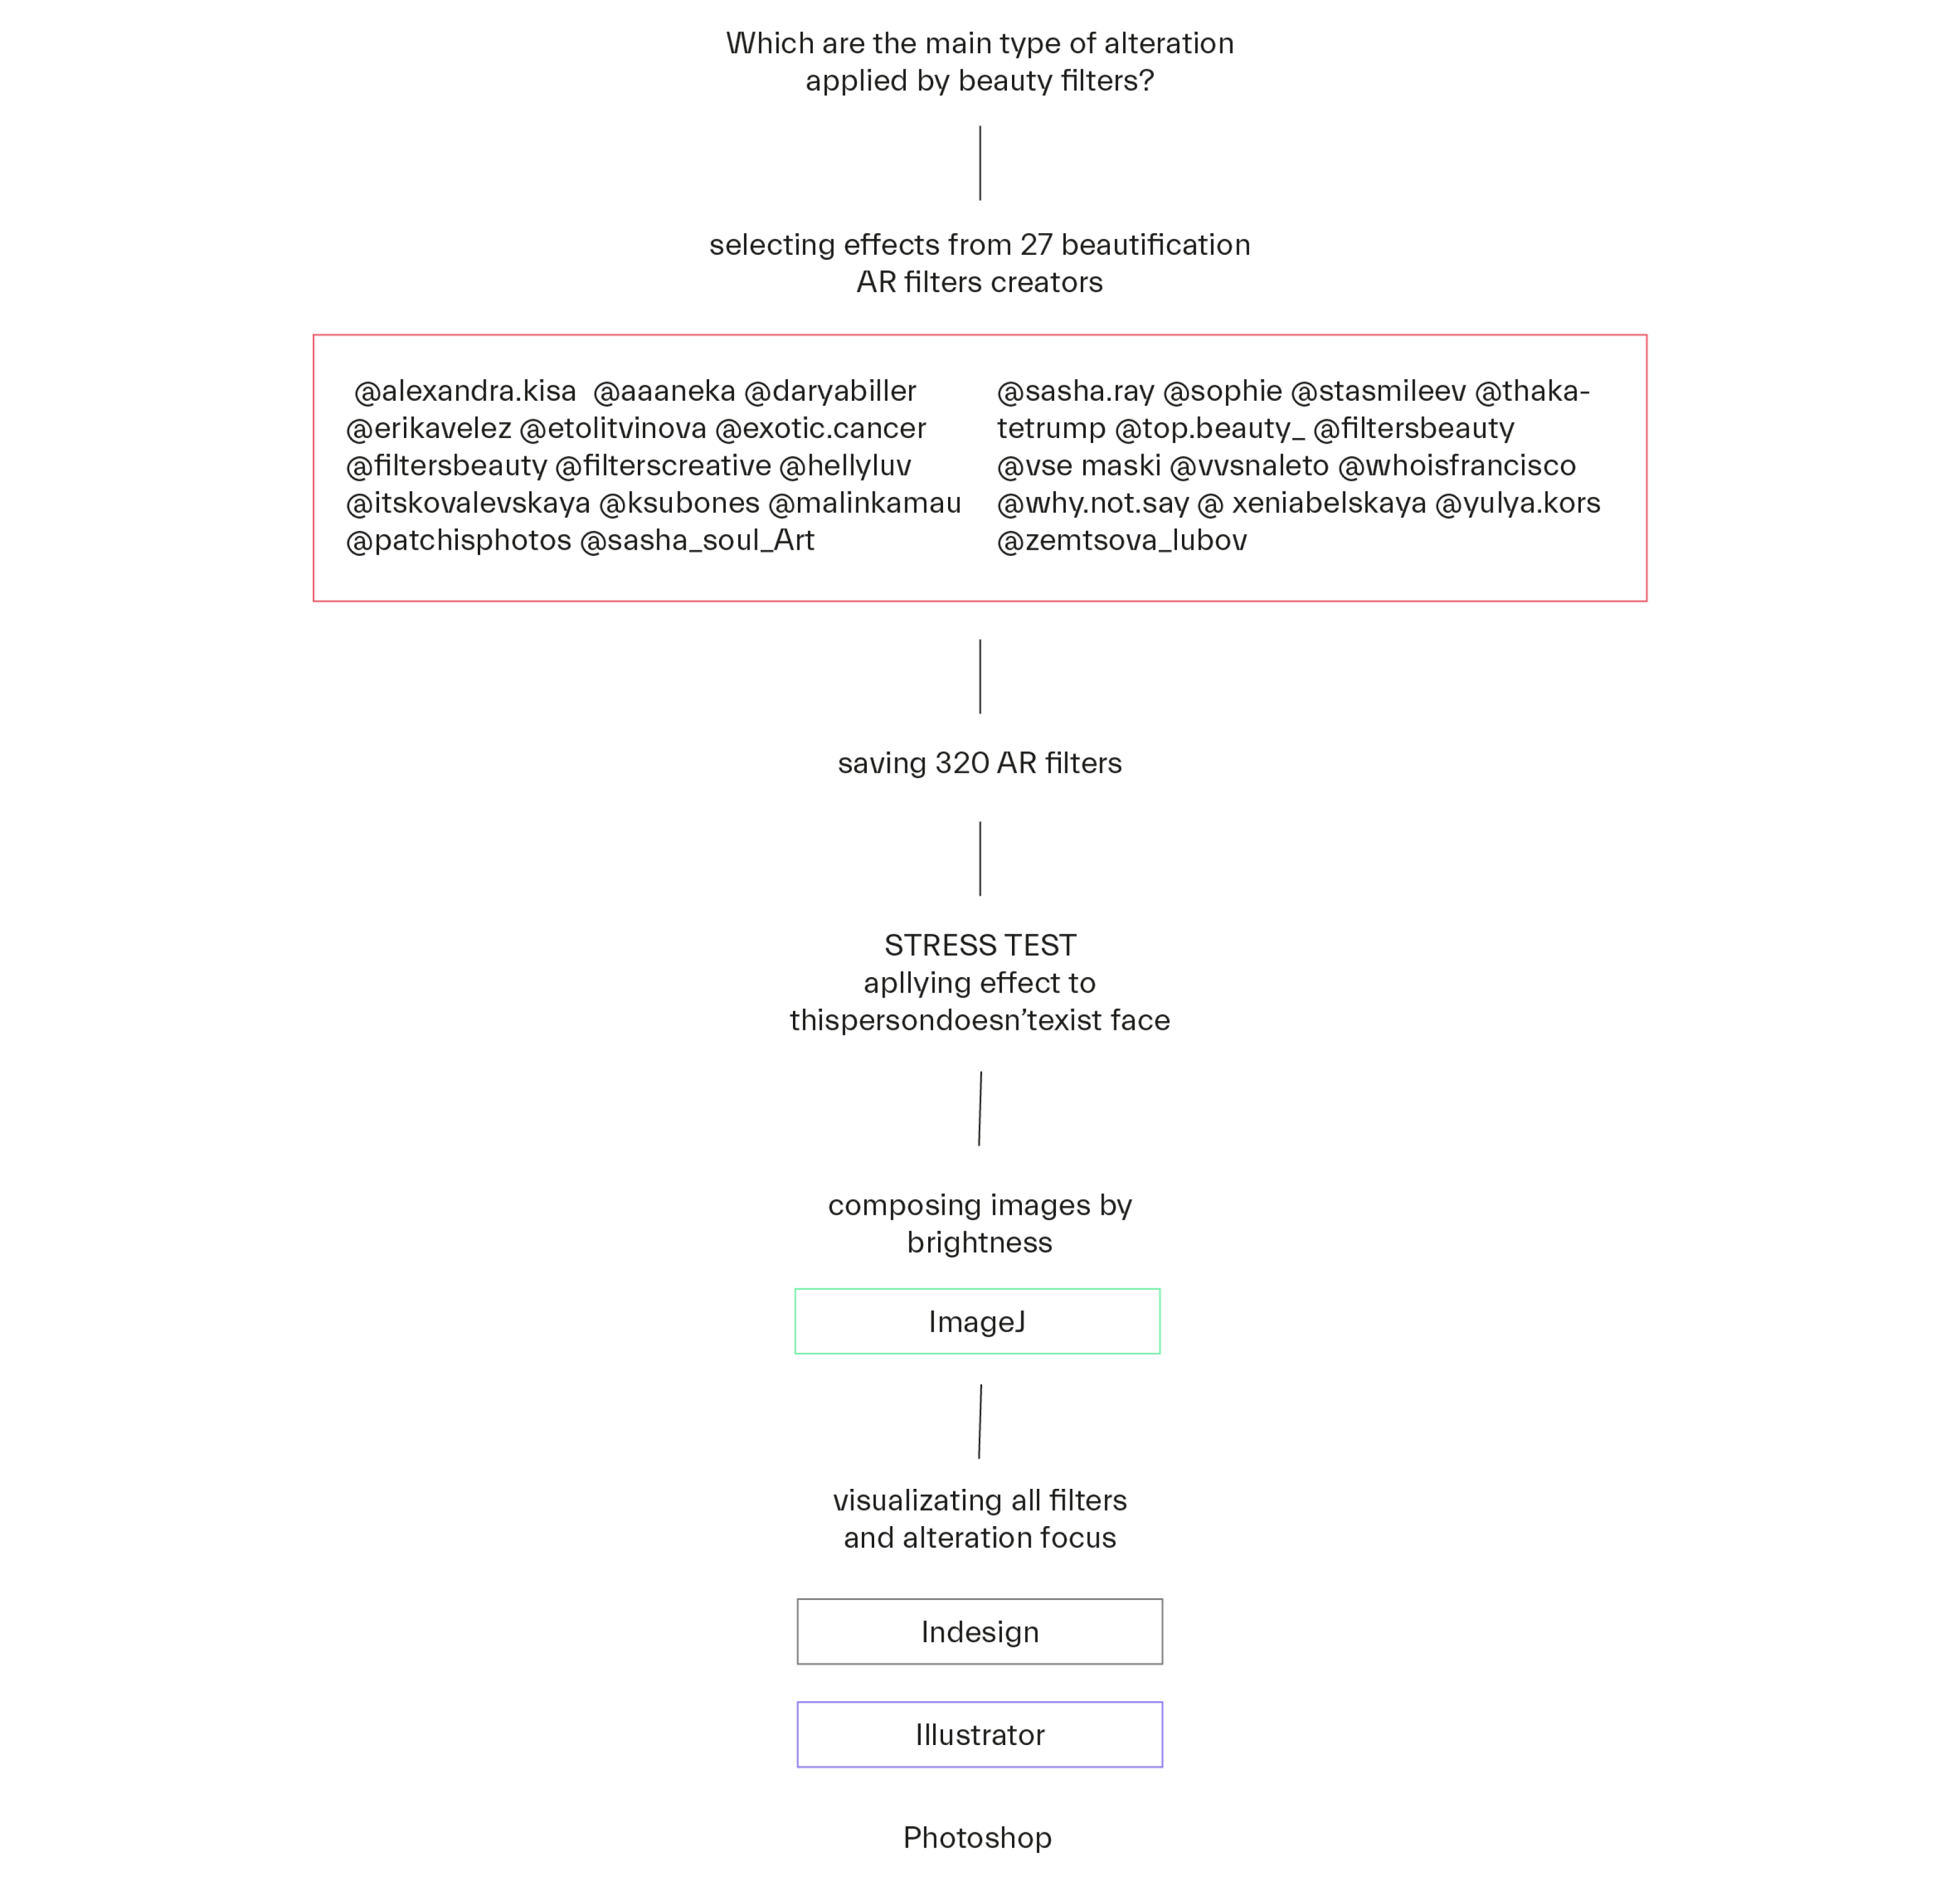 Which are the main type of alteration
applied by beauty filters?
selecting effects from 27 beautification
AR filters creators
@alexandra.kisa  @aaaneka @daryabiller
@erikavelez @etolitvinova @exotic.cancer
@filtersbeauty @filterscreative @hellyluv
@itskovalevskaya @ksubones @malinkamau
@patchisphotos @sasha_soul_Art
@sasha.ray @sophie @stasmileev @thaka-
tetrump @top.beauty_ @filtersbeauty
@vse maski @vvsnaleto @whoisfrancisco
@why.not.say @ xeniabelskaya @yulya.kors
@zemtsova_lubov
saving 320 AR filters
STRESS TEST
apllying effect to
thispersondoesn’texist face
composing images by
brightness
ImageJ
visualizating all filters
and alteration focus
Indesign
Illustrator
Photoshop